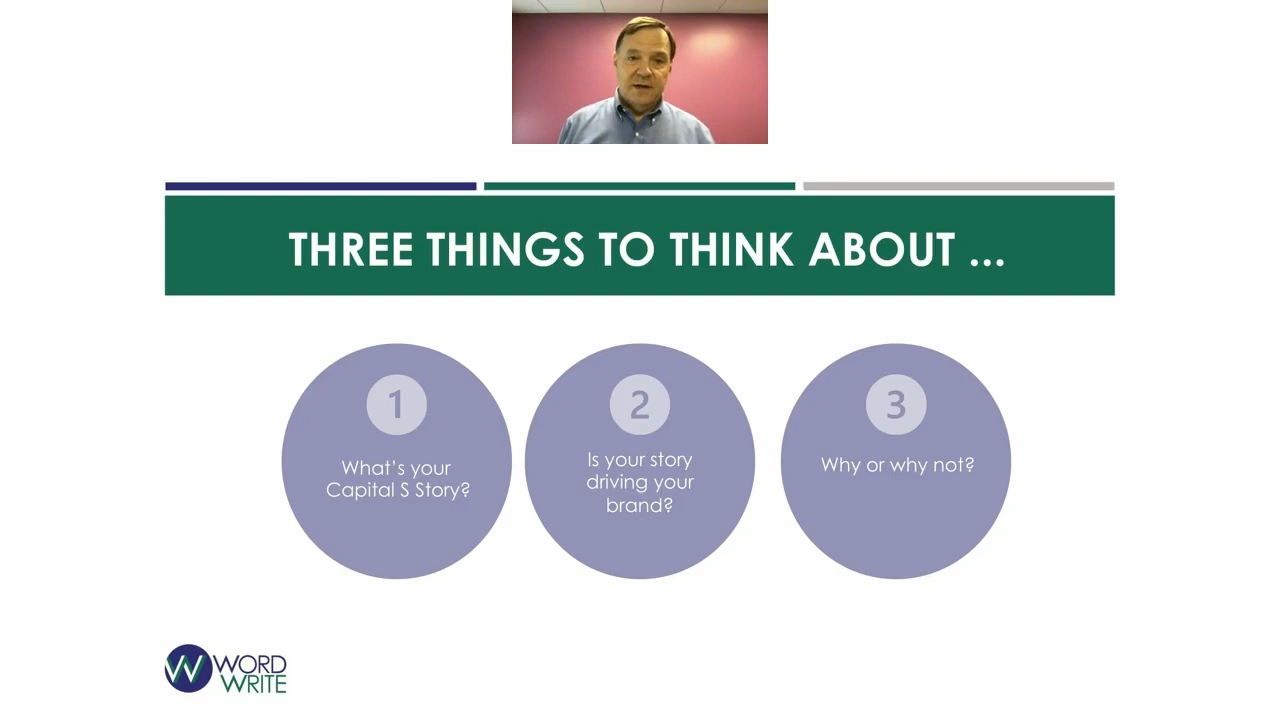 THREE THINGS TO THINK ABOUT ...
1
What's your
Capital S Story?
2
Is your story
driving your
brand?
3
Why or why not?
W WORD
WRITE